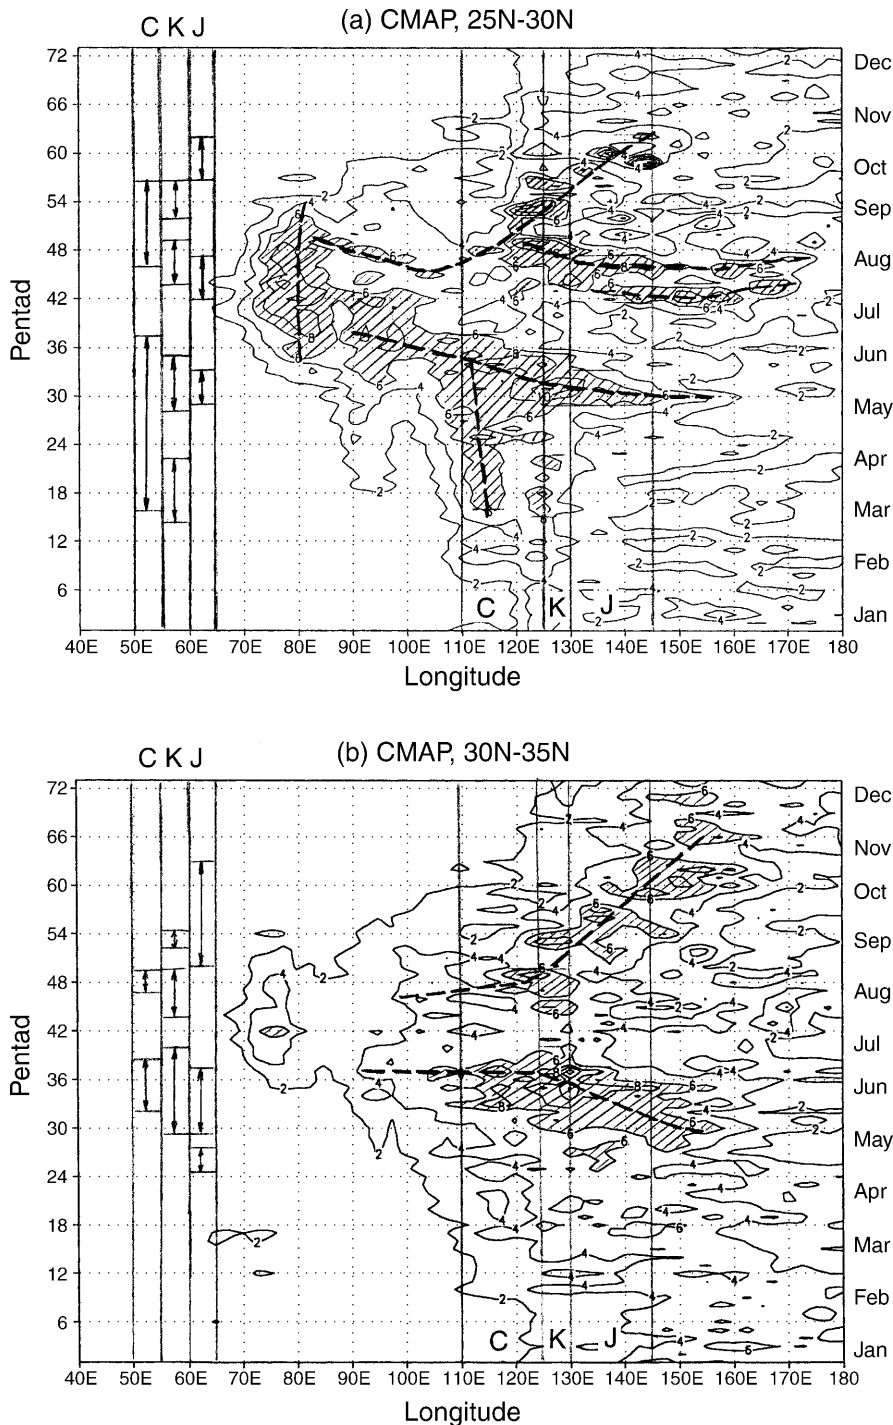 (a) CMAP, 25N-30N
C K J
72
66
60
54
48
42
36
30
24
18
12
6
Pentad
Dec
Nov
Oct
Sep
Aug
Jul
Jun
May
Apr
Mar
Feb
Jan
C K J
40E 50E 60E 70E 80E 90E 100E 110E 120E 130E 140E 150E 160E 170E 180
Longitude
(b) CMAP, 30N-35N
C K J
72
66
60
54
48
42
36
30
24
18
12
6
Pentad
Dec
Nov
Oct
Sep
Aug
Jul
Jun
May
Apr
Mar
Feb
Jan
C K J
40E 50E 60E 70E 80E 90E 100E 110E 120E 130E 140E 150E 160E 170E 180
Longitude